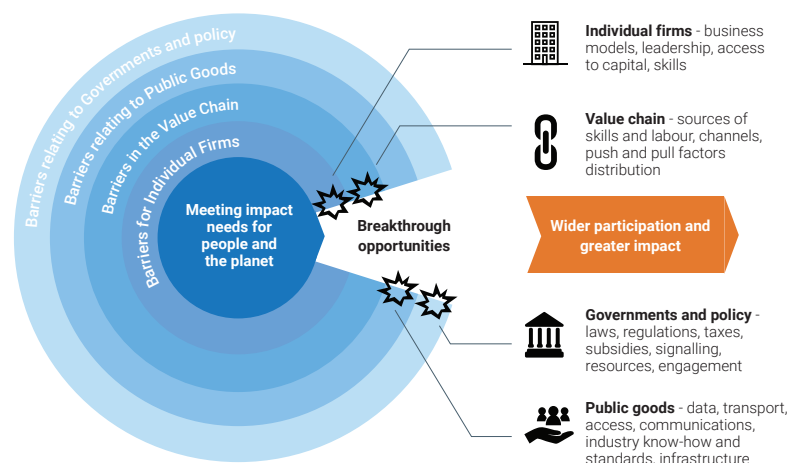 Barriers relating to Governments and policy
Barriers relating to Public Goods
Barriers in the Value Chain
Barriers for Individual Firms
Meeting impact
needs for
people and
the planet
Breakthrough
opportunities
Individual firms - business
models, leadership, access
to capital, skills
Value chain - sources of
skills and labour, channels,
push and pull factors
distribution
Wider participation and
greater impact
Governments and policy -
laws, regulations, taxes,
subsidies, signalling,
resources, engagement
Public goods - data, transport,
access, communications,
industry know-how and
standards, infrastructure